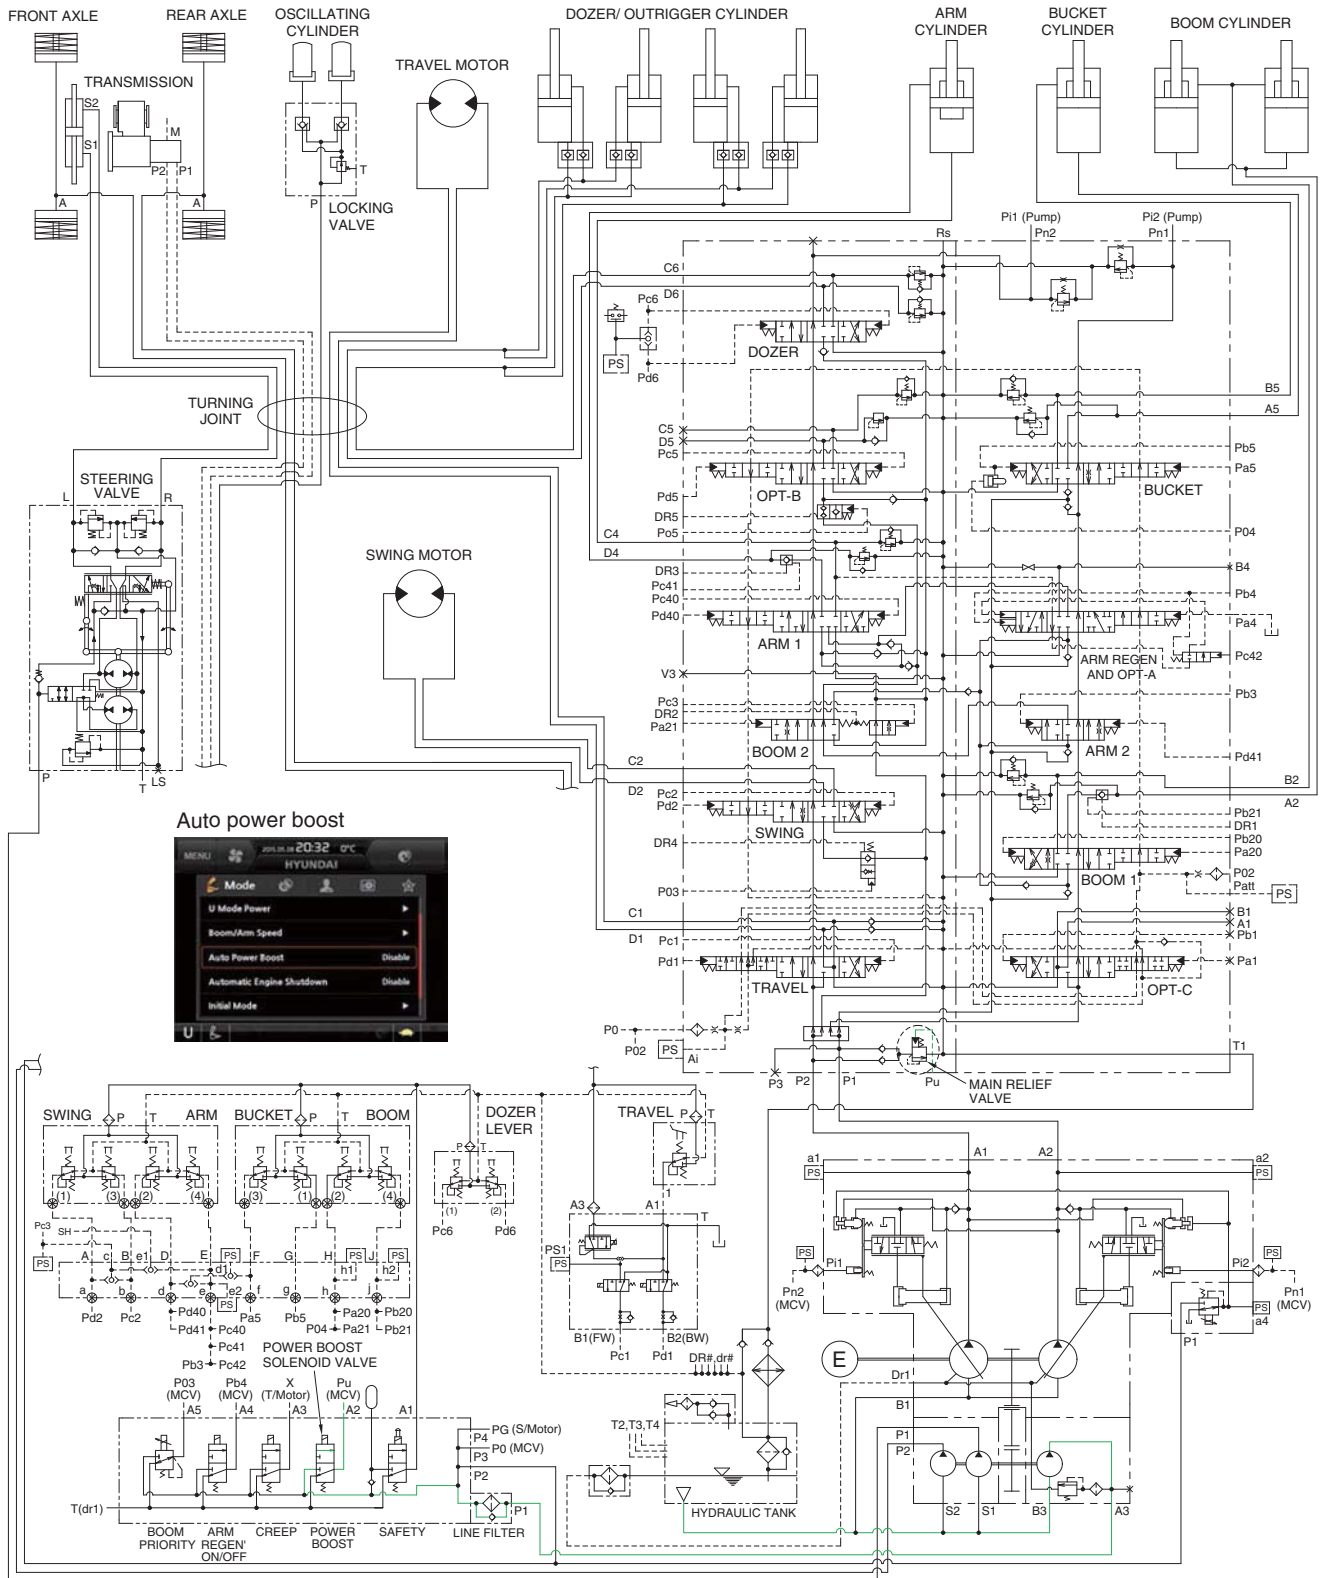 FRONT AXLE
REAR AXLE
OSCILLATING
CYLINDER
DOZER/ OUTRIGGER CYLINDER
ARM
CYLINDER
BUCKET
CYLINDER
BOOM CYLINDER
TRANSMISSION
TRAVEL MOTOR
S2
S1
M
P2
P1
A
A
T
P
LOCKING
VALVE
Pi1 (Pump)
Pn2
Rs
Pi2 (Pump)
Pn1
C6
D6
Pc6
PS
Pd6
DOZER
TURNING
JOINT
C5
D5
Pc5
B5
A5
Pb5
Pa5
STEERING
VALVE
L
R
Pd5
OPT-B
BUCKET
DR5
Po5
P04
C4
D4
SWING MOTOR
DR3
Pc41
Pc40
Pd40
B4
Pb4
Pa4
ARM 1
ARM REGEN
AND OPT-A
Pc42
V3
Pb3
Pc3
DR2
Pa21
BOOM 2
ARM 2
Pd41
P
T
LS
C2
D2
Pc2
Pd2
B2
A2
Pb21
DR1
SWING
Pb20
Pa20
DR4
BOOM 1
P02
Patt
PS
P03
Auto power boost
MENU
2015.05.28 20:32 0°C
HYUNDAI
Mode
U Mode Power
Boom/Arm Speed
Auto Power Boost Disable
Automatic Engine Shutdown Disable
Initial Mode
U
C1
D1
Pc1
Pd1
B1
A1
Pb1
Pa1
TRAVEL
OPT-C
P0
P02
PS
Ai
P3
P2
P1
Pu
MAIN RELIEF
VALVE
T1
SWING
P
T
ARM
BUCKET
P
T
BOOM
DOZER
LEVER
P
T
TRAVEL
P
T
(1)
(3)
(2)
(4)
(3)
(1)
(2)
(4)
(1)
(2)
Pc6
Pd6
1
A3
A1
T
PS1
PS
B1(FW)
B2(BW)
Pc1
Pd1
Pc3
SH
PS
A
c
B
e1
D
E
PS
d1
F
G
H
PS
h1
J
PS
h2
a
b
d
e
e2
PS
f
g
h
j
Pd2
Pc2
Pd40
Pd41
Pc40
Pc41
Pc42
Pb3
Pa5
Pb5
P04
Pa20
Pa21
Pb20
Pb21
A1
A2
a1
PS
a2
PS
PS
Pi1
Pn2
(MCV)
Pi2
PS
Pn1
(MCV)
PS
a4
P1
E
Dr1
B1
P1
P2
S2
S1
B3
A3
DR#,dr#
T2,T3,T4
HYDRAULIC TANK
POWER BOOST
SOLENOID VALVE
P03
(MCV)
A5
Pb4
(MCV)
A4
X
(T/Motor)
A3
Pu
(MCV)
A2
A1
PG (S/Motor)
P4
P0 (MCV)
P3
P2
P1
LINE FILTER
T(dr1)
BOOM
PRIORITY
ARM
REGEN'
ON/OFF
CREEP
POWER
BOOST
SAFETY